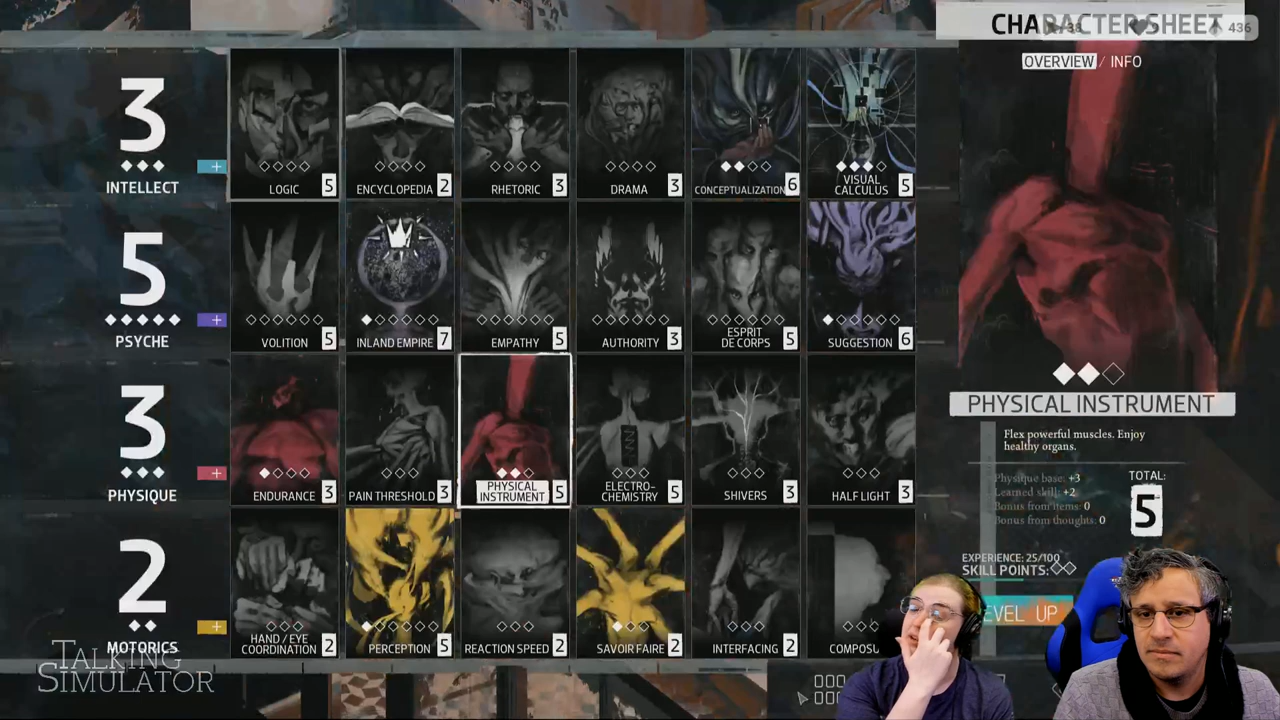 CHARACTER SHEET
436
OVERVIEW / INFO
3
INTELLECT
LOGIC 5
ENCYCLOPEDIA 2
RHETORIC 3
DRAMA 3
CONCEPTUALIZATION 6
VISUAL
CALCULUS 5
5
PSYCHE
VOLITION 5
INLAND EMPIRE 7
EMPATHY 5
AUTHORITY 3
ESPRIT
DE CORPS 5
SUGGESTION 6
3
PHYSIQUE
ENDURANCE 3
PAIN THRESHOLD 3
PHYSICAL
INSTRUMENT 5
ELECTRO-
CHEMISTRY 5
SHIVERS 3
HALF LIGHT 3
2
MOTORICS
HAND / EYE
COORDINATION 2
PERCEPTION 5
REACTION SPEED 2
SAVOIR FAIRE 2
INTERFACING 2
COMPOSU
PHYSICAL INSTRUMENT
Flex powerful muscles. Enjoy
healthy organs.
Physique base: +3
Learned skill: +2
Bonus from items: 0
Bonus from thoughts: 0
TOTAL:
5
EXPERIENCE: 25/100
SKILL POINTS:
EVEL UP
TALKING
SIMULATOR